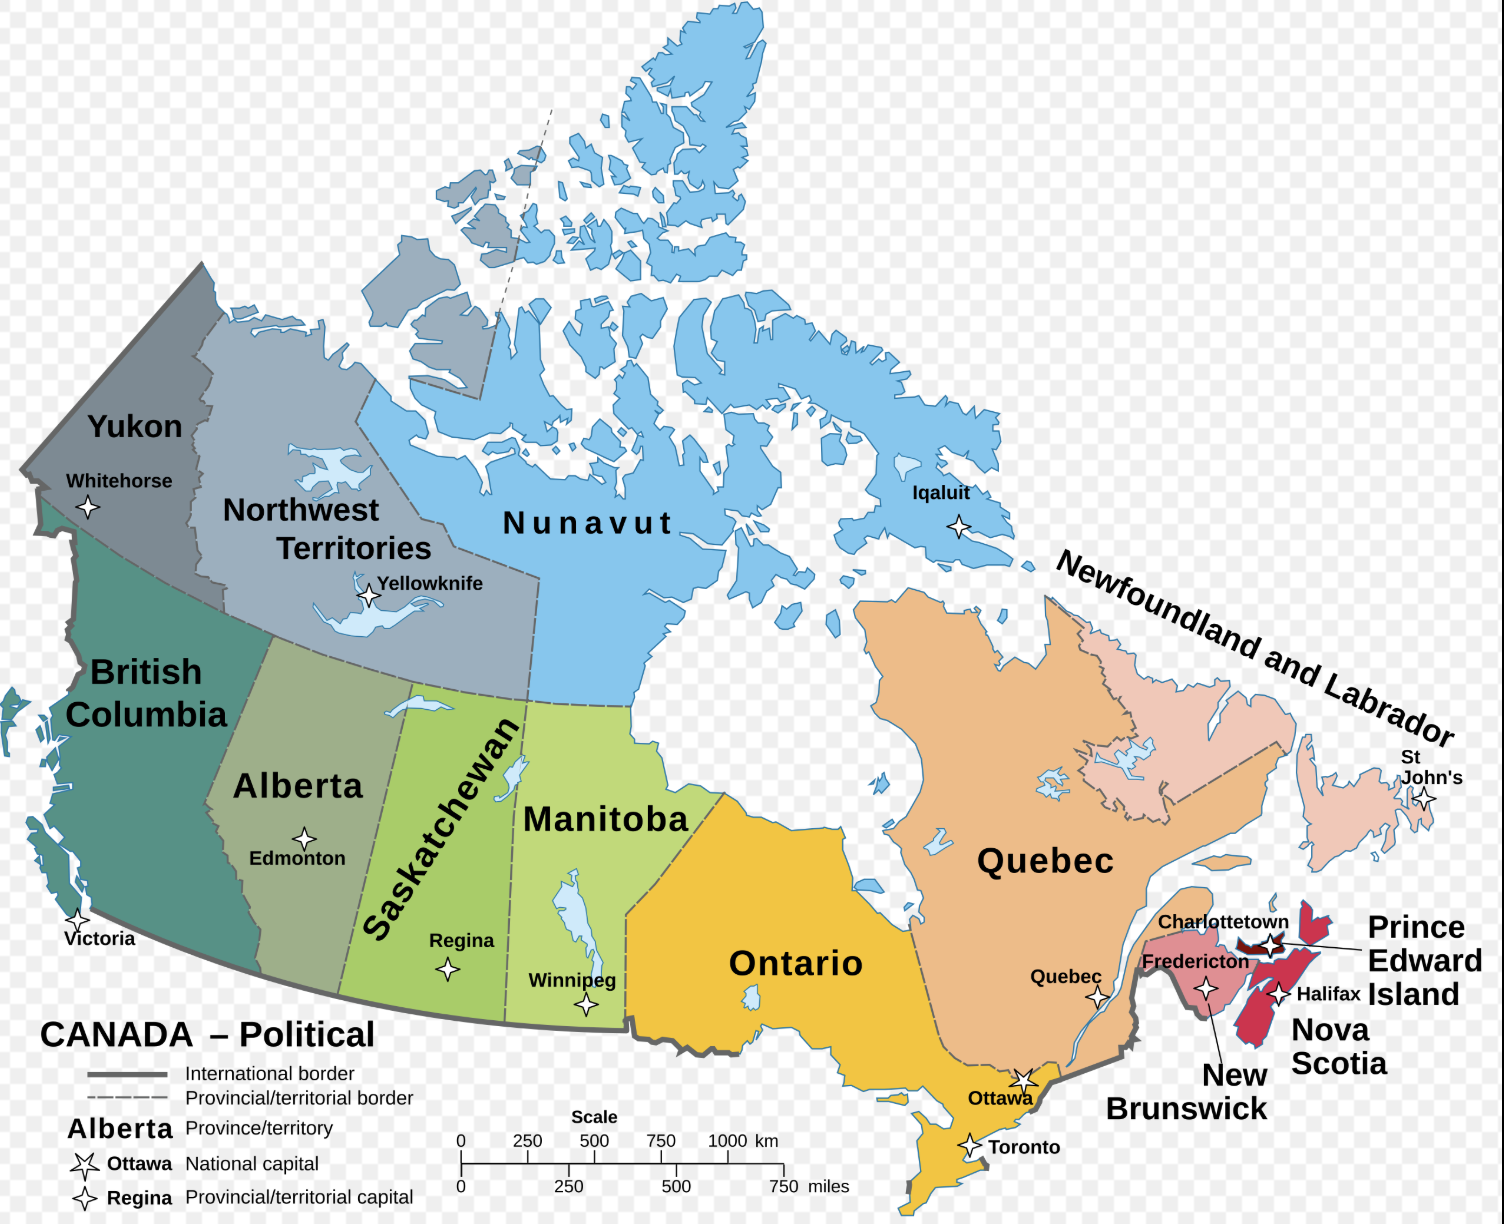 Yukon
Whitehorse
Northwest
Territories
Yellowknife
Nunavut
Iqaluit
Newfoundland and Labrador
St
John's
British
Columbia
Victoria
Alberta
Edmonton
Saskatchewan
Regina
Manitoba
Winnipeg
Ontario
Ottawa
Toronto
Quebec
Quebec
Charlottetown
Prince
Edward
Island
Fredericton
Halifax
Nova
Scotia
New
Brunswick
CANADA – Political
International border
Provincial/territorial border
Alberta Province/territory
Ottawa National capital
Regina Provincial/territorial capital
Scale
0 250 500 750 1000 km
0 250 500 750 miles